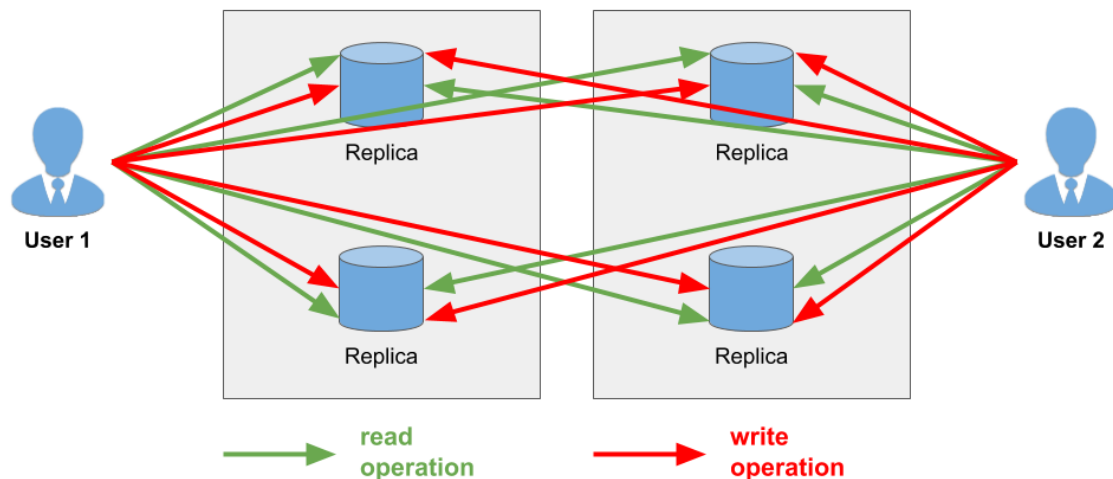 Replica
Replica
User 1
User 2
Replica
Replica
read
operation
write
operation